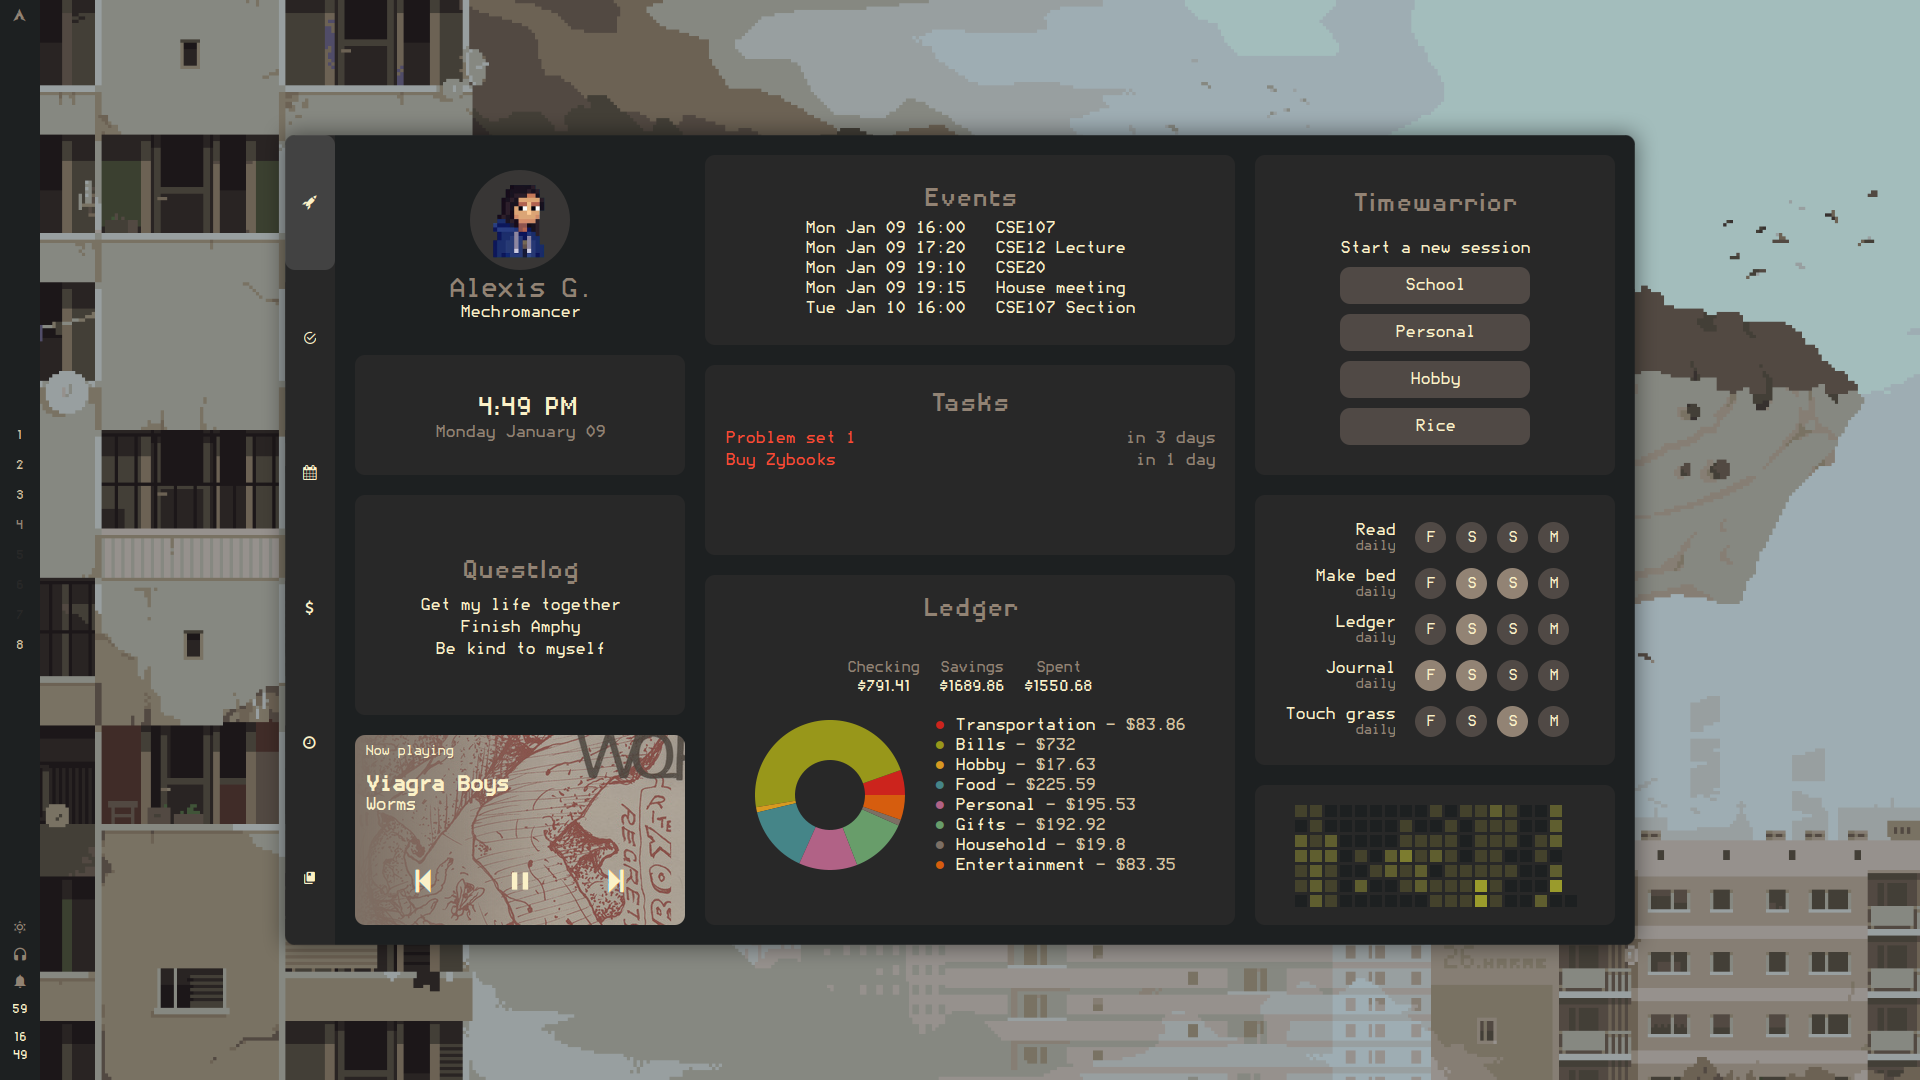 1
2
3
4
5
6
7
8
59
16
49
$
Alexis G.
Mechromancer
4:49 PM
Monday January 09
Questlog
Get my life together
Finish Amphy
Be kind to myself
Now playing
Viagra Boys
Worms
WOR
REGRET
Events
Mon Jan 09 16:00 CSE107
Mon Jan 09 17:20 CSE12 Lecture
Mon Jan 09 19:10 CSE20
Mon Jan 09 19:15 House meeting
Tue Jan 10 16:00 CSE107 Section
Tasks
Problem set 1 in 3 days
Buy Zybooks in 1 day
Ledger
Checking Savings Spent
$791.41 $1689.86 $1550.68
Transportation - $83.86
Bills - $732
Hobby - $17.63
Food - $225.59
Personal - $195.53
Gifts - $192.92
Household - $19.8
Entertainment - $83.35
Timewarrior
Start a new session
School
Personal
Hobby
Rice
Read F S S M
daily
Make bed F S S M
daily
Ledger F S S M
daily
Journal F S S M
daily
Touch grass F S S M
daily